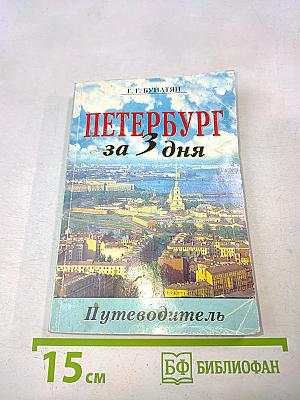 Г. Г. БУНАТЯН
ПЕТЕРБУРГ
за 3 дня
Путеводитель
15 см
БФ БИБЛИОФАН